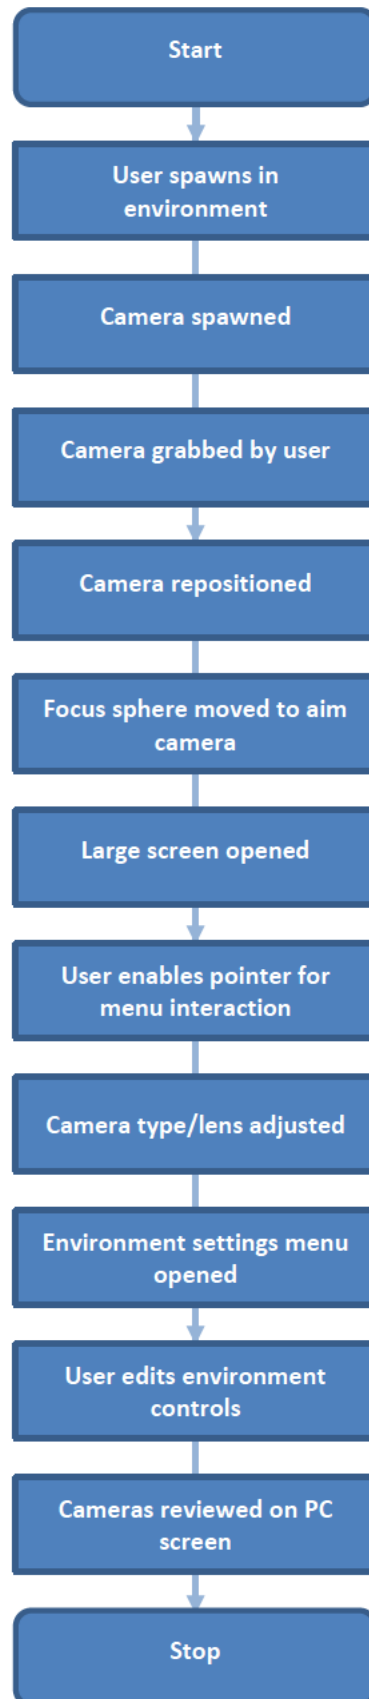 Start
User spawns in
environment
Camera spawned
Camera grabbed by user
Camera repositioned
Focus sphere moved to aim
camera
Large screen opened
User enables pointer for
menu interaction
Camera type/lens adjusted
Environment settings menu
opened
User edits environment
controls
Cameras reviewed on PC
screen
Stop